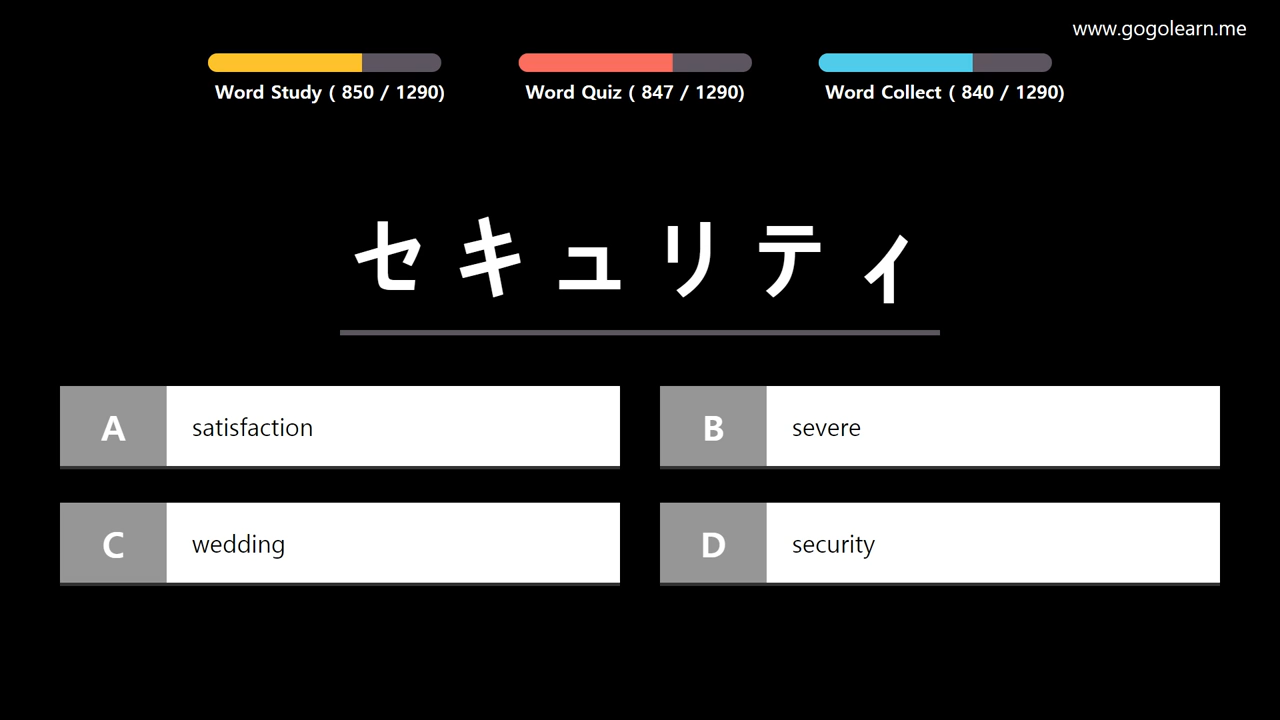 www.gogolearn.me
Word Study ( 850 / 1290)
Word Quiz ( 847 / 1290)
Word Collect ( 840 / 1290)
セキュリティ
A satisfaction
B severe
C wedding
D security